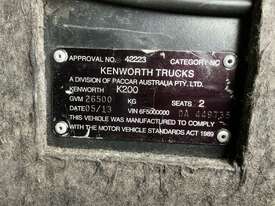 APPROVAL NO. 42223 CATEGORY NC
KENWORTH TRUCKS
A DIVISION OF PACCAR AUSTRALIA PTY. LTD.
KENWORTH K200
GVM 26500 KG SEATS 2
DATE 05/13 VIN 6F5000000
THIS VEHICLE WAS MANUFACTURED TO COMPLY
WITH THE MOTOR VEHICLE STANDARDS ACT 1989